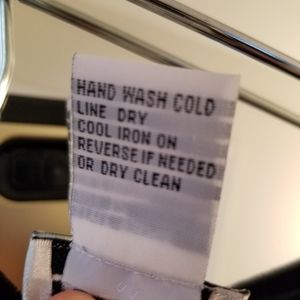 HAND WASH COLD
LINE DRY
COOL IRON ON
REVERSE IF NEEDED
OR DRY CLEAN